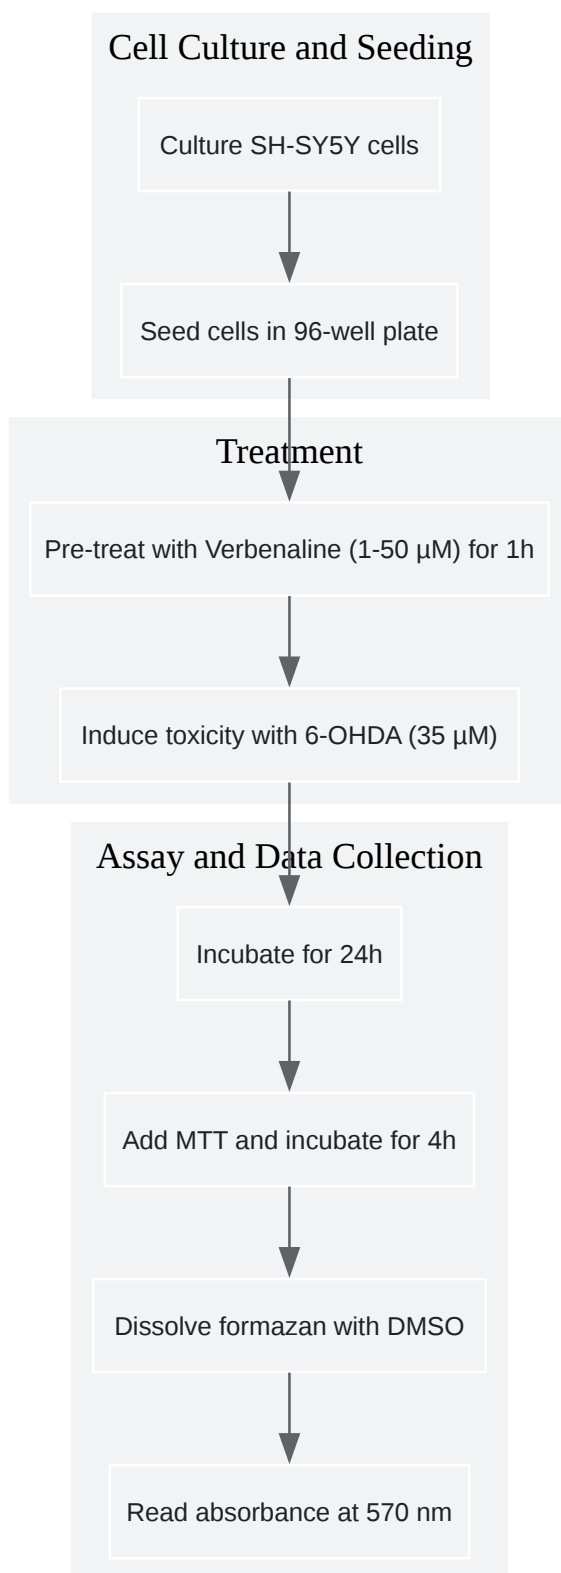 Cell Culture and Seeding
Culture SH-SY5Y cells
Seed cells in 96-well plate
Treatment
Pre-treat with Verbenaline (1-50 µM) for 1h
Induce toxicity with 6-OHDA (35 µM)
Assay and Data Collection
Incubate for 24h
Add MTT and incubate for 4h
Dissolve formazan with DMSO
Read absorbance at 570 nm